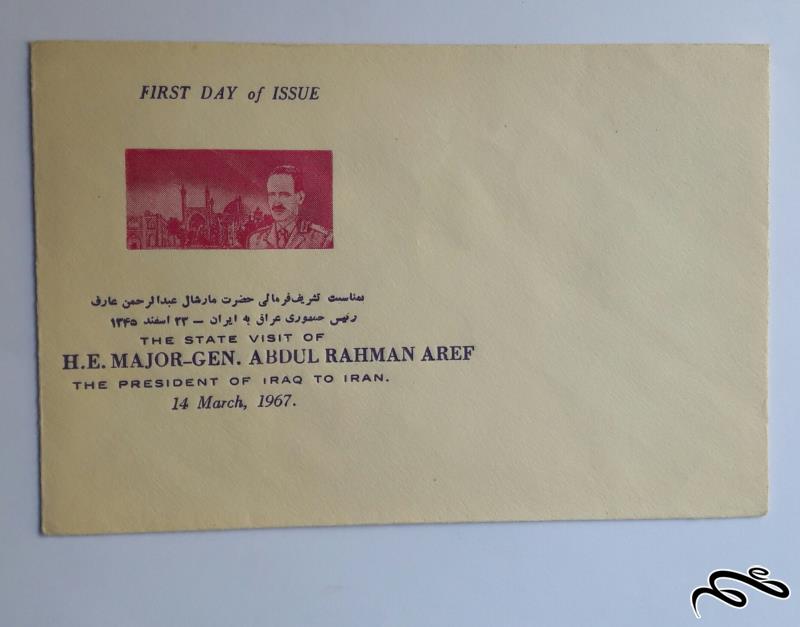 FIRST DAY of ISSUE
بمناسبت تشریف‌فرمائی حضرت مارشال عبدالرحمن عارف
رئیس جمهوری عراق به ایران – ۲۳ اسفند ۱۳۴۵
THE STATE VISIT OF
H.E. MAJOR-GEN. ABDUL RAHMAN AREF
THE PRESIDENT OF IRAQ TO IRAN.
14 March, 1967.